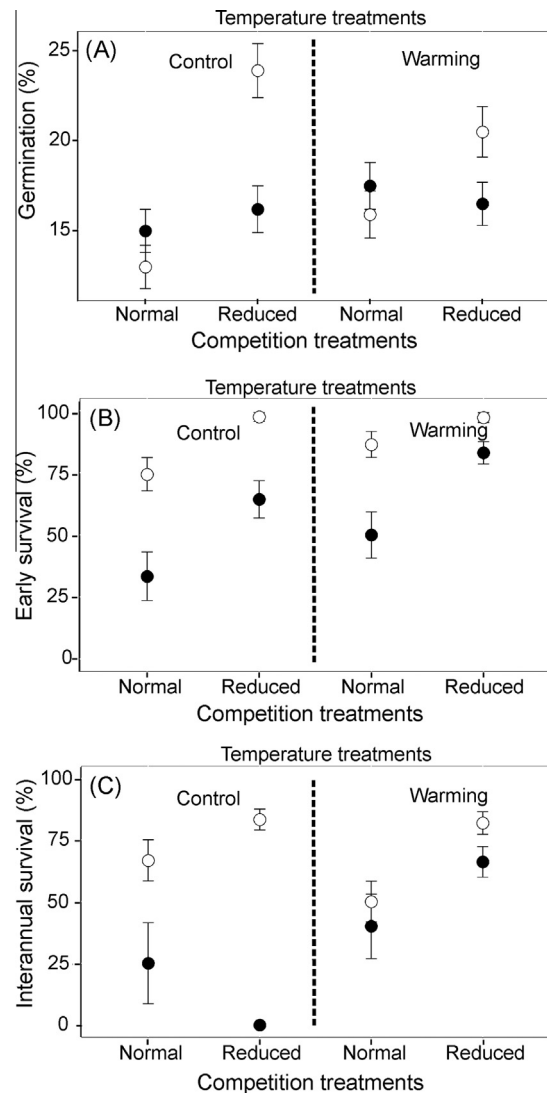 Temperature treatments
(A)
Control
Warming
Germination (%)
25
20
15
Normal
Reduced
Normal
Reduced
Competition treatments
Temperature treatments
(B)
Control
Warming
Early survival (%)
100
75
50
25
0
Normal
Reduced
Normal
Reduced
Competition treatments
Temperature treatments
(C)
Control
Warming
Interannual survival (%)
100
75
50
25
0
Normal
Reduced
Normal
Reduced
Competition treatments